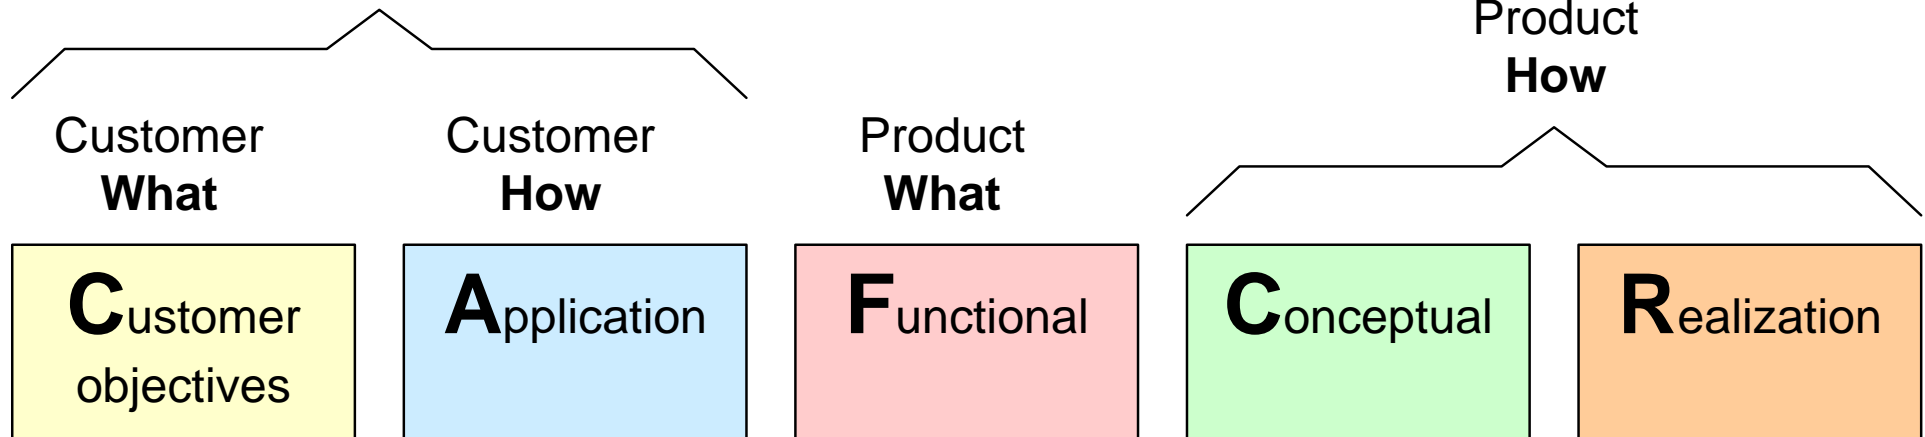 Product
How
Customer
What
Customer
How
Product
What
Customer
objectives
Application
Functional
Conceptual
Realization